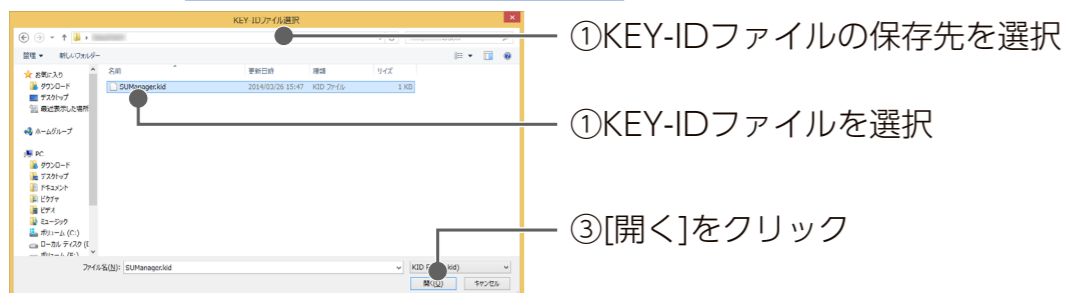 KEY-IDファイル選択
①KEY-IDファイルの保存先を選択
整理 新しいフォルダー
お気に入り
ダウンロード
デスクトップ
最近表示した場所
ホームグループ
PC
ダウンロード
デスクトップ
ドキュメント
ピクチャ
ビデオ
ミュージック
ボリューム (C:)
ローカル ディスク (E
ボリューム (F:)
名前 更新日時 種類 サイズ
SUManager.kid 2014/03/26 15:47 KID ファイル 1 KB
①KEY-IDファイルを選択
③[開く]をクリック
ファイル名(N): SUManager.kid
KID F kid)
開く(O) キャンセル